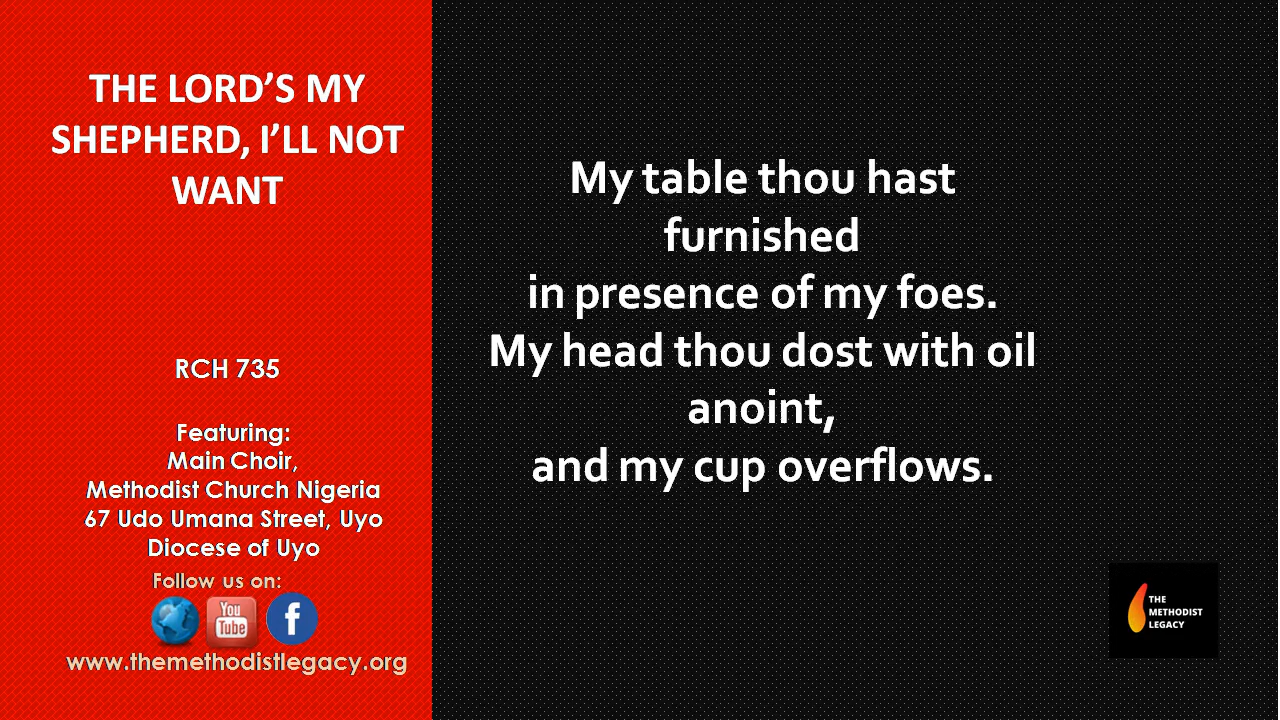 THE LORD’S MY
SHEPHERD, I’LL NOT
WANT
RCH 735
Featuring:
Main Choir,
Methodist Church Nigeria
67 Udo Umana Street, Uyo
Diocese of Uyo
Follow us on:
You
Tube
f
www.themethodistlegacy.org
My table thou hast
furnished
in presence of my foes.
My head thou dost with oil
anoint,
and my cup overflows.
THE
METHODIST
LEGACY